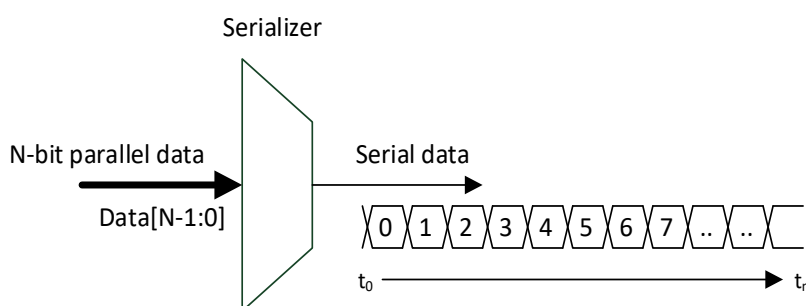 Serializer
N-bit parallel data
Serial data
Data[N-1:0]
0 1 2 3 4 5 6 7 .. ..
t0